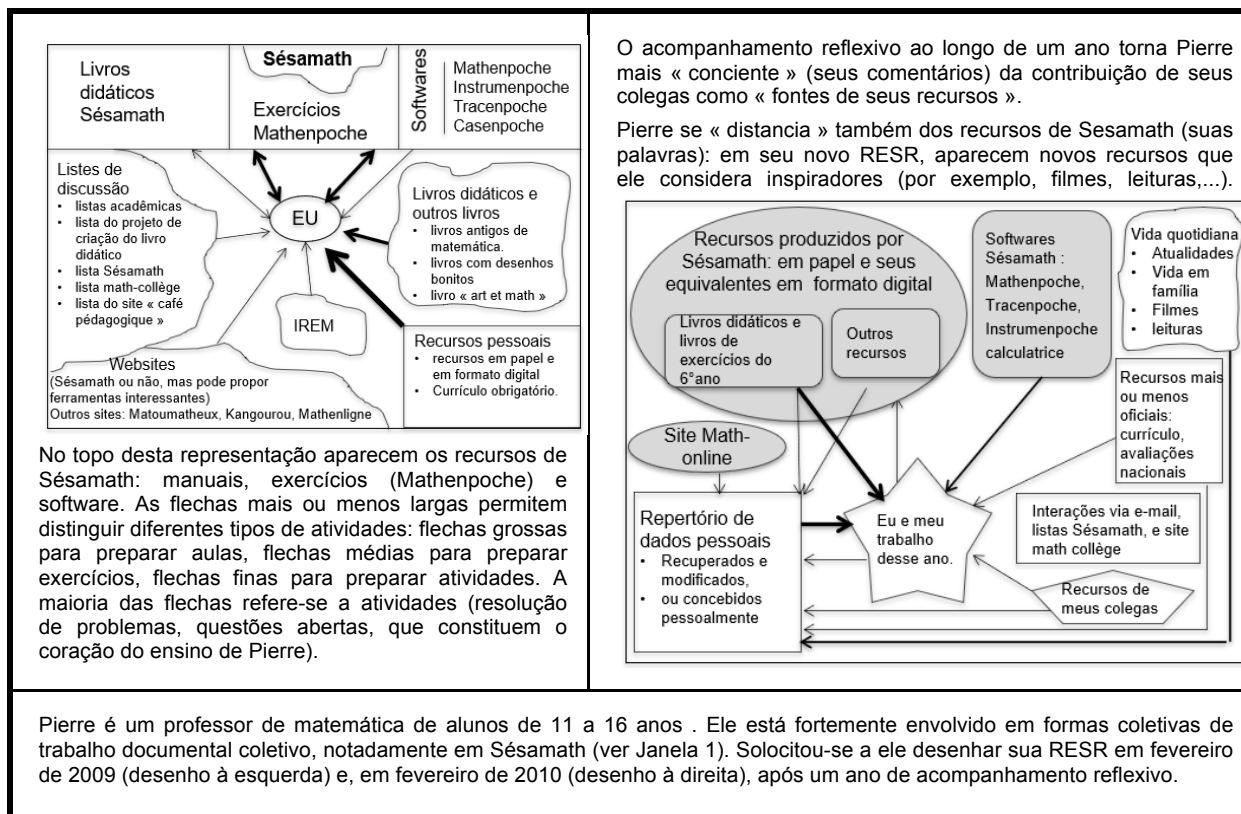 Livros
didáticos
Sésamath
Sésamath
Exercícios
Mathenpoche
Softwares
Mathenpoche
Instrumenpoche
Tracenpoche
Casenpoche
Listes de
discussão
• listas acadêmicas
• lista do projeto de
criação do livro
didático
• lista Sésamath
• lista math-collège
• lista do site « café
pédagogique »
EU
Livros didáticos e
outros livros
• livros antigos de
matemática.
• livros com desenhos
bonitos
• livro « art et math »
IREM
Recursos pessoais
• recursos em papel e
em formato digital
• Currículo obrigatório.
Websites
(Sésamath ou não, mas pode propor
ferramentas interessantes)
Outros sites: Matoumatheux, Kangourou, Mathenligne
No topo desta representação aparecem os recursos de
Sésamath: manuais, exercícios (Mathenpoche) e
software. As flechas mais ou menos largas permitem
distinguir diferentes tipos de atividades: flechas grossas
para preparar aulas, flechas médias para preparar
exercícios, flechas finas para preparar atividades. A
maioria das flechas refere-se a atividades (resolução
de problemas, questões abertas, que constituem o
coração do ensino de Pierre).
O acompanhamento reflexivo ao longo de um ano torna Pierre
mais « conciente » (seus comentários) da contribuição de seus
colegas como « fontes de seus recursos ».
Pierre se « distancia » também dos recursos de Sesamath (suas
palavras): em seu novo RESR, aparecem novos recursos que
ele considera inspiradores (por exemplo, filmes, leituras,...).
Recursos produzidos por
Sésamath: em papel e seus
equivalentes em formato digital
Livros didáticos e
livros de
exercícios do
6°ano
Outros
recursos
Softwares
Sésamath :
Mathenpoche,
Tracenpoche,
Instrumenpoche
calculatrice
Vida quotidiana
• Atualidades
• Vida em
família
• Filmes
• leituras
Recursos mais
ou menos
oficiais:
currículo,
avaliações
nacionais
Site Math-
online
Repertório de
dados pessoais
• Recuperados e
modificados,
• ou concebidos
pessoalmente
Eu e meu
trabalho
desse ano.
Interações via e-mail,
listas Sésamath, e site
math collège
Recursos de
meus colegas
Pierre é um professor de matemática de alunos de 11 a 16 anos . Ele está fortemente envolvido em formas coletivas de
trabalho documental coletivo, notadamente em Sésamath (ver Janela 1). Solocitou-se a ele desenhar sua RESR em fevereiro
de 2009 (desenho à esquerda) e, em fevereiro de 2010 (desenho à direita), após um ano de acompanhamento reflexivo.